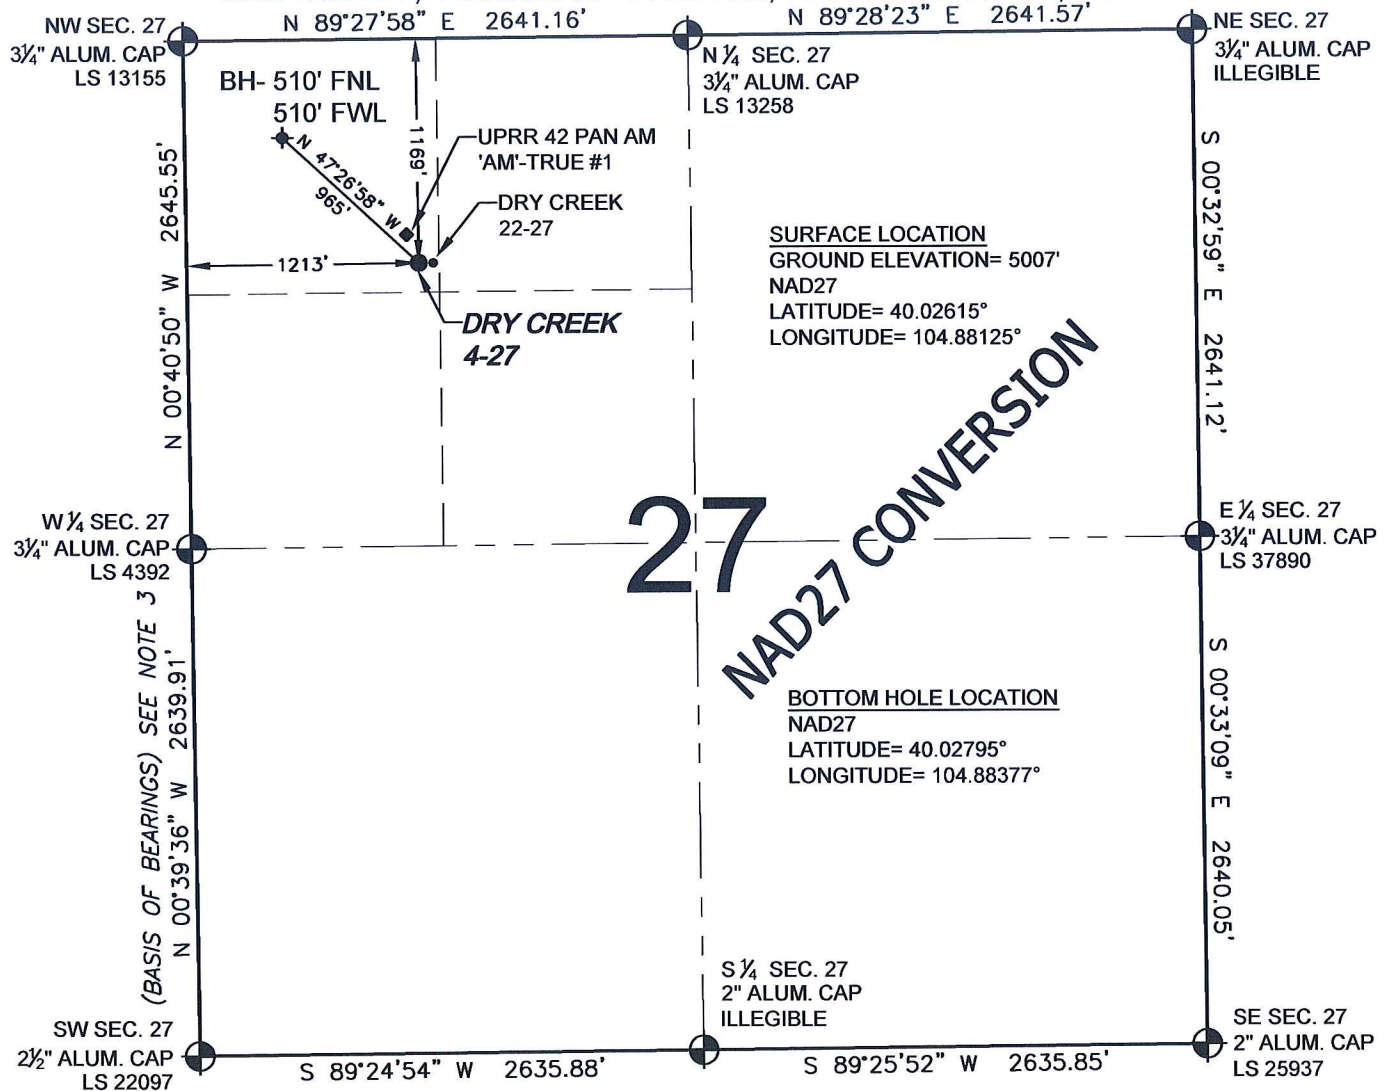 N 89°27'58" E 2641.16'
N 89°28'23" E 2641.57'
NW SEC. 27
3¼" ALUM. CAP
LS 13155
N ¼ SEC. 27
3¼" ALUM. CAP
LS 13258
NE SEC. 27
3¼" ALUM. CAP
ILLEGIBLE
BH- 510' FNL
510' FWL
1169'
UPRR 42 PAN AM
'AM'-TRUE #1
DRY CREEK
22-27
N 47°26'58" W
965'
1213'
DRY CREEK
4-27
N 00°40'50" W 2645.55'
SURFACE LOCATION
GROUND ELEVATION= 5007'
NAD27
LATITUDE= 40.02615°
LONGITUDE= 104.88125°
S 00°32'59" E 2641.12'
NAD27 CONVERSION
27
W ¼ SEC. 27
3¼" ALUM. CAP
LS 4392
E ¼ SEC. 27
3¼" ALUM. CAP
LS 37890
(BASIS OF BEARINGS) SEE NOTE 3
N 00°39'36" W 2639.91'
BOTTOM HOLE LOCATION
NAD27
LATITUDE= 40.02795°
LONGITUDE= 104.88377°
S 00°33'09" E 2640.05'
SW SEC. 27
2½" ALUM. CAP
LS 22097
S ¼ SEC. 27
2" ALUM. CAP
ILLEGIBLE
SE SEC. 27
2" ALUM. CAP
LS 25937
S 89°24'54" W 2635.88'
S 89°25'52" W 2635.85'